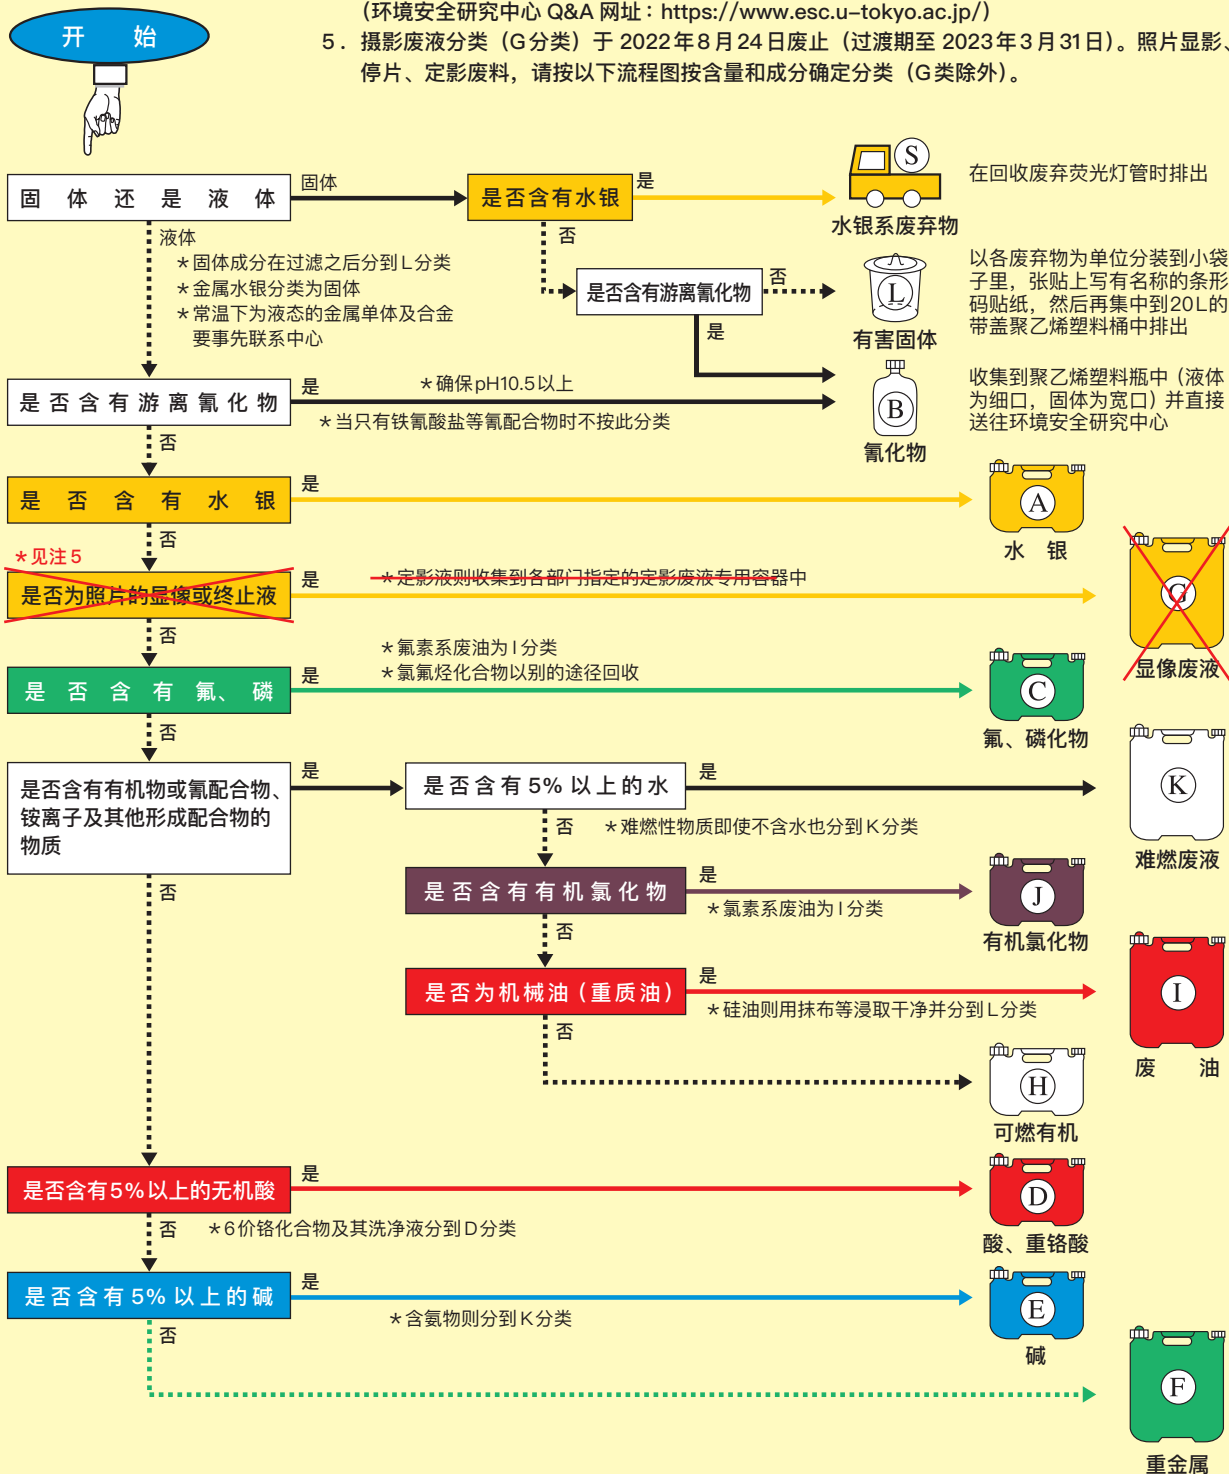 （环境安全研究中心 Q&A 网址：https://www.esc.u-tokyo.ac.jp/）
5．摄影废液分类（G分类）于 2022年8月24日废止（过渡期至 2023年3月31日）。照片显影、
停片、定影废料，请按以下流程图按含量和成分确定分类（G类除外）。
开 始
固体还是液体
固体
是否含有水银
是
S
水银系废弃物
在回收废弃荧光灯管时排出
液体
＊固体成分在过滤之后分到L分类
＊金属水银分类为固体
＊常温下为液态的金属单体及合金
要事先联系中心
否
是否含有游离氰化物
否
L
有害固体
以各废弃物为单位分装到小袋
子里，张贴上写有名称的条形
码贴纸，然后再集中到20L的
带盖聚乙烯塑料桶中排出
是
是否含有游离氰化物
是
＊确保pH10.5以上
＊当只有铁氰酸盐等氰配合物时不按此分类
B
氰化物
收集到聚乙烯塑料瓶中（液体
为细口，固体为宽口）并直接
送往环境安全研究中心
否
是否含有水银
是
A
水 银
否
＊见注5
是否为照片的显像或终止液
是
＊定影液则收集到各部门指定的定影废液专用容器中
G
显像废液
否
是否含有氟、磷
是
＊氟素系废油为I分类
＊氯氟烃化合物以别的途径回收
C
氟、磷化物
否
是否含有有机物或氰配合物、
铵离子及其他形成配合物的
物质
是
是否含有5%以上的水
是
K
难燃废液
否
＊难燃性物质即使不含水也分到K分类
是否含有有机氯化物
是
＊氯素系废油为I分类
J
有机氯化物
否
是否为机械油（重质油）
是
＊硅油则用抹布等浸取干净并分到L分类
I
废 油
否
H
可燃有机
否
是否含有5%以上的无机酸
是
D
酸、重铬酸
否
＊6价铬化合物及其洗净液分到D分类
是否含有5%以上的碱
是
＊含氨物则分到K分类
E
碱
否
F
重金属